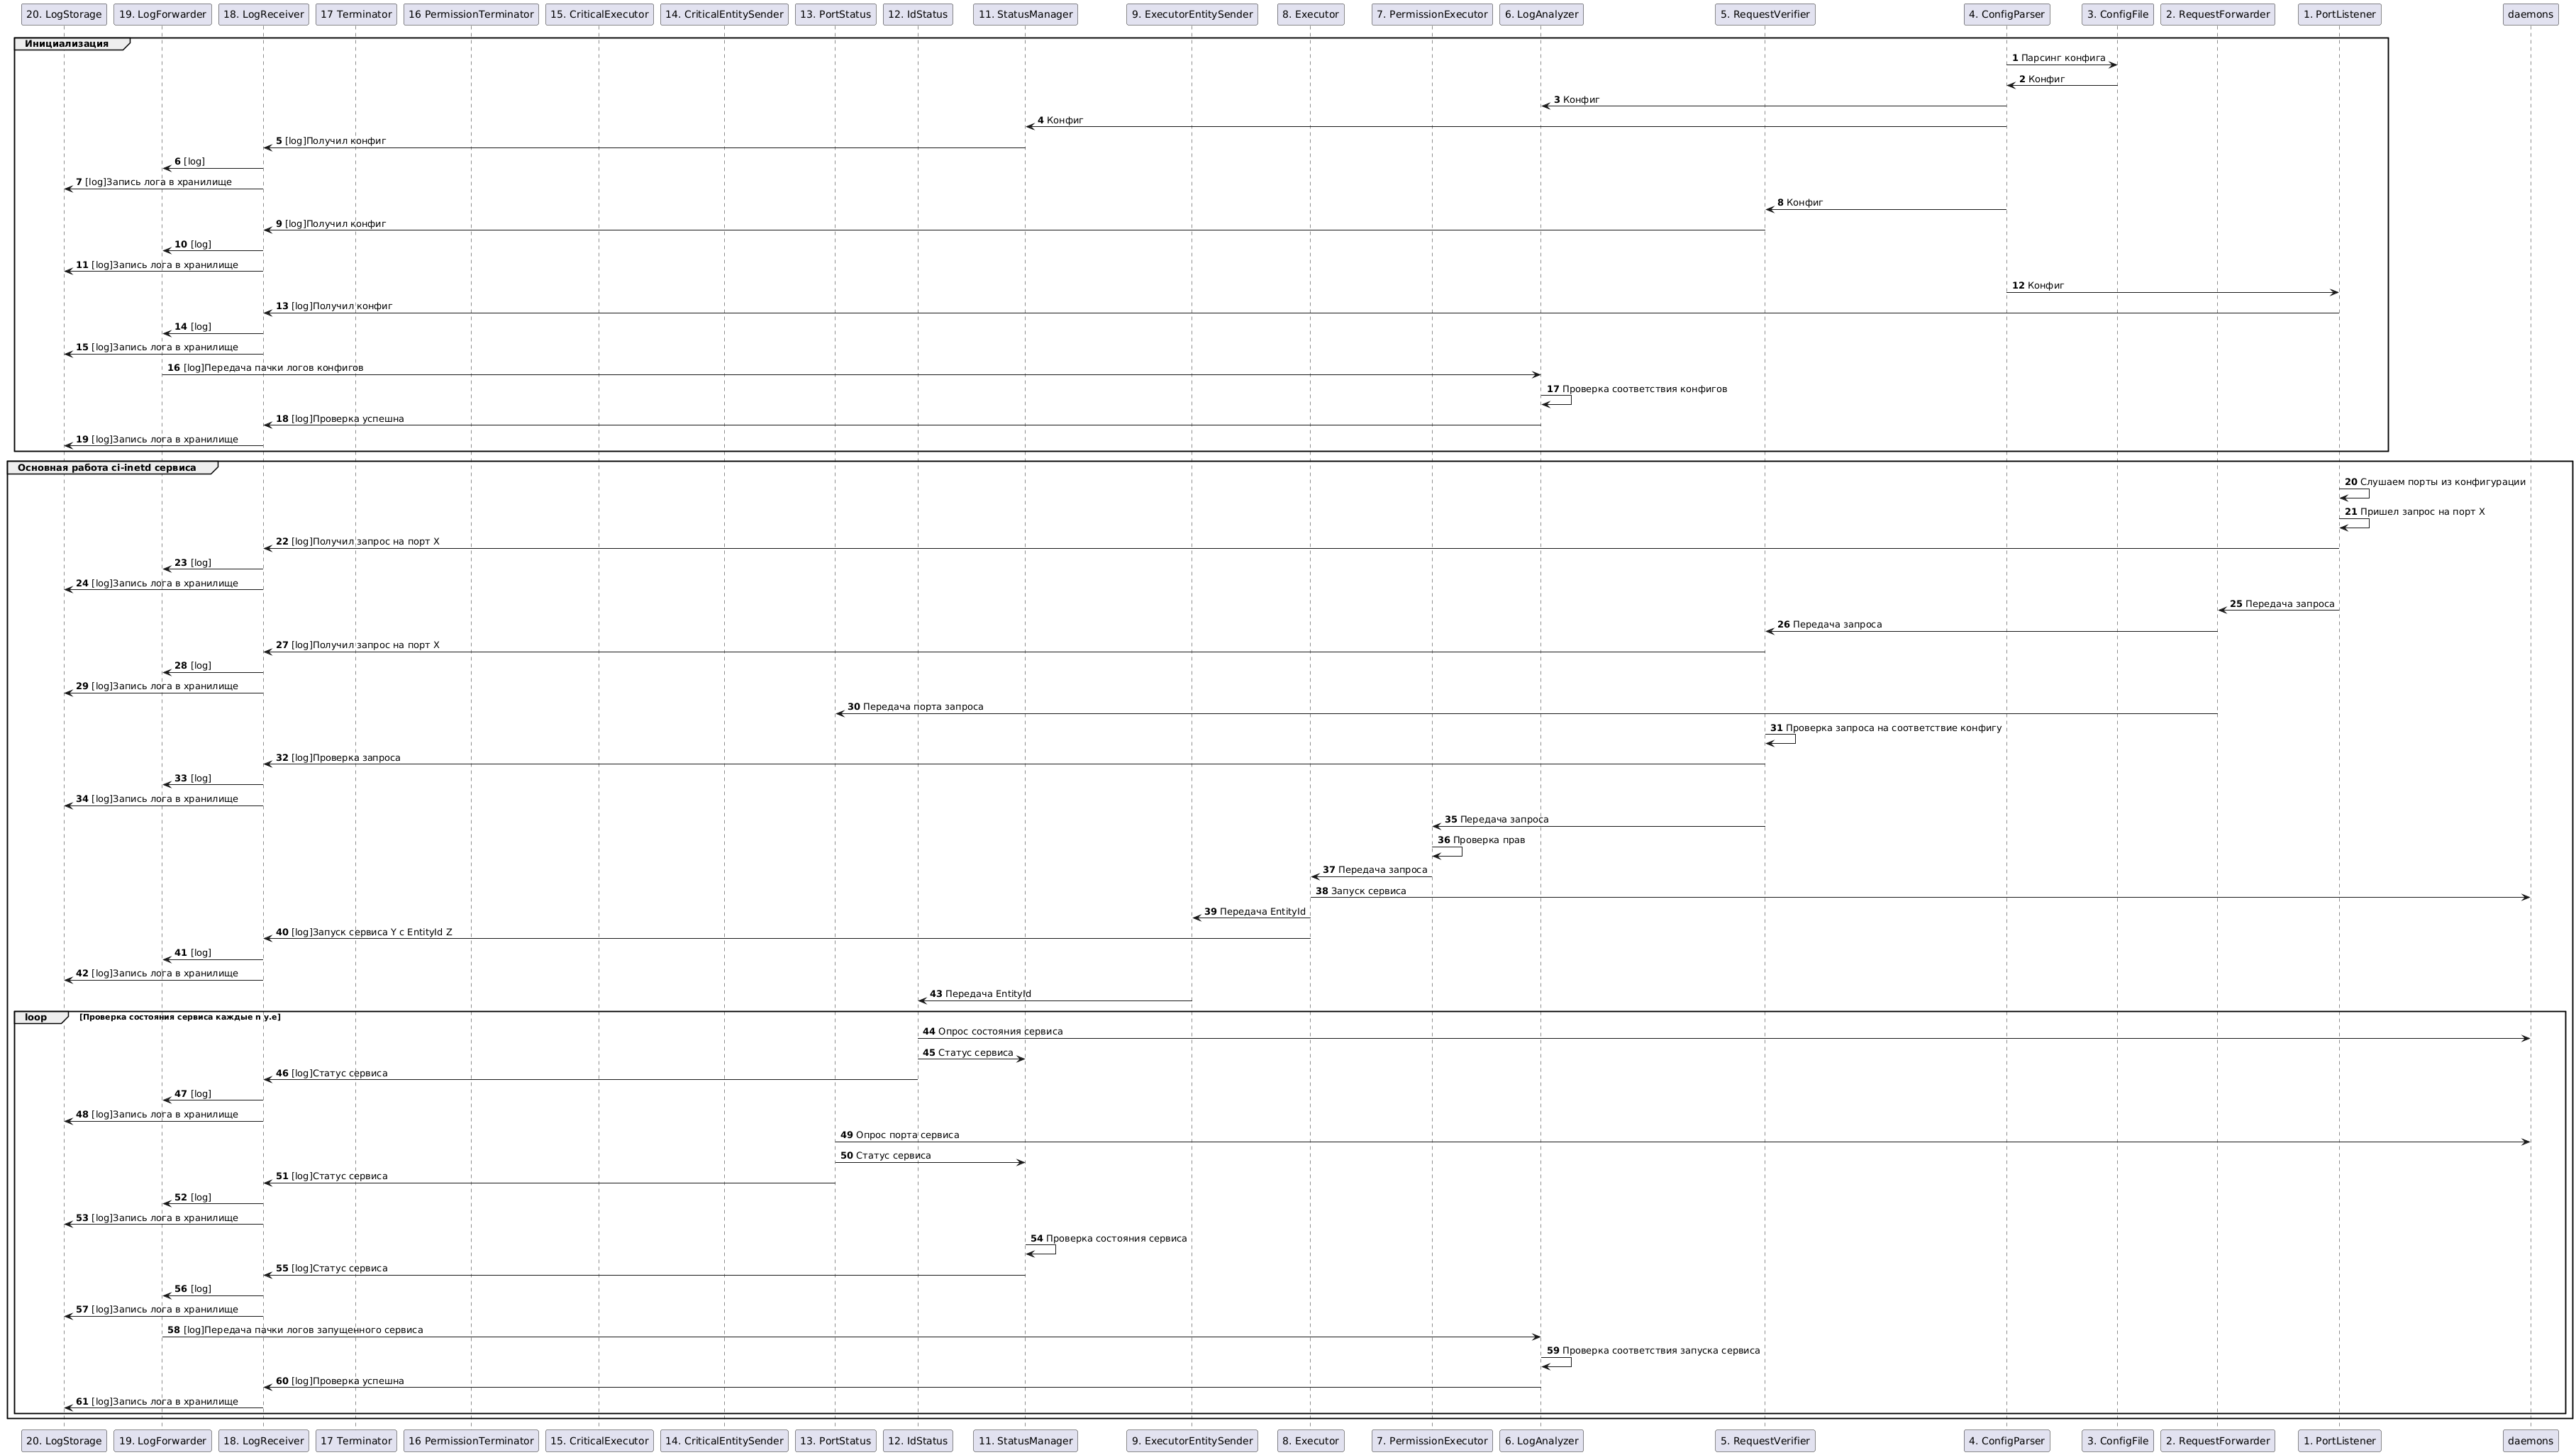 20. LogStorage
19. LogForwarder
18. LogReceiver
17 Terminator
16 PermissionTerminator
15. CriticalExecutor
14. CriticalEntitySender
13. PortStatus
12. IdStatus
11. StatusManager
9. ExecutorEntitySender
8. Executor
7. PermissionExecutor
6. LogAnalyzer
5. RequestVerifier
4. ConfigParser
3. ConfigFile
2. RequestForwarder
1. PortListener
daemons
Инициализация
1 Парсинг конфига
2 Конфиг
3 Конфиг
4 Конфиг
5 [log]Получил конфиг
6 [log]
7 [log]Запись лога в хранилище
8 Конфиг
9 [log]Получил конфиг
10 [log]
11 [log]Запись лога в хранилище
12 Конфиг
13 [log]Получил конфиг
14 [log]
15 [log]Запись лога в хранилище
16 [log]Передача пачки логов конфигов
17 Проверка соответствия конфигов
18 [log]Проверка успешна
19 [log]Запись лога в хранилище
Основная работа ci-inetd сервиса
20 Слушаем порты из конфигурации
21 Пришел запрос на порт X
22 [log]Получил запрос на порт X
23 [log]
24 [log]Запись лога в хранилище
25 Передача запроса
26 Передача запроса
27 [log]Получил запрос на порт X
28 [log]
29 [log]Запись лога в хранилище
30 Передача порта запроса
31 Проверка запроса на соответствие конфигу
32 [log]Проверка запроса
33 [log]
34 [log]Запись лога в хранилище
35 Передача запроса
36 Проверка прав
37 Передача запроса
38 Запуск сервиса
39 Передача EntityId
40 [log]Запуск сервиса Y с EntityId Z
41 [log]
42 [log]Запись лога в хранилище
43 Передача EntityId
loop [Проверка состояния сервиса каждые n y.e]
44 Опрос состояния сервиса
45 Статус сервиса
46 [log]Статус сервиса
47 [log]
48 [log]Запись лога в хранилище
49 Опрос порта сервиса
50 Статус сервиса
51 [log]Статус сервиса
52 [log]
53 [log]Запись лога в хранилище
54 Проверка состояния сервиса
55 [log]Статус сервиса
56 [log]
57 [log]Запись лога в хранилище
58 [log]Передача пачки логов запущенного сервиса
59 Проверка соответствия запуска сервиса
60 [log]Проверка успешна
61 [log]Запись лога в хранилище
20. LogStorage
19. LogForwarder
18. LogReceiver
17 Terminator
16 PermissionTerminator
15. CriticalExecutor
14. CriticalEntitySender
13. PortStatus
12. IdStatus
11. StatusManager
9. ExecutorEntitySender
8. Executor
7. PermissionExecutor
6. LogAnalyzer
5. RequestVerifier
4. ConfigParser
3. ConfigFile
2. RequestForwarder
1. PortListener
daemons